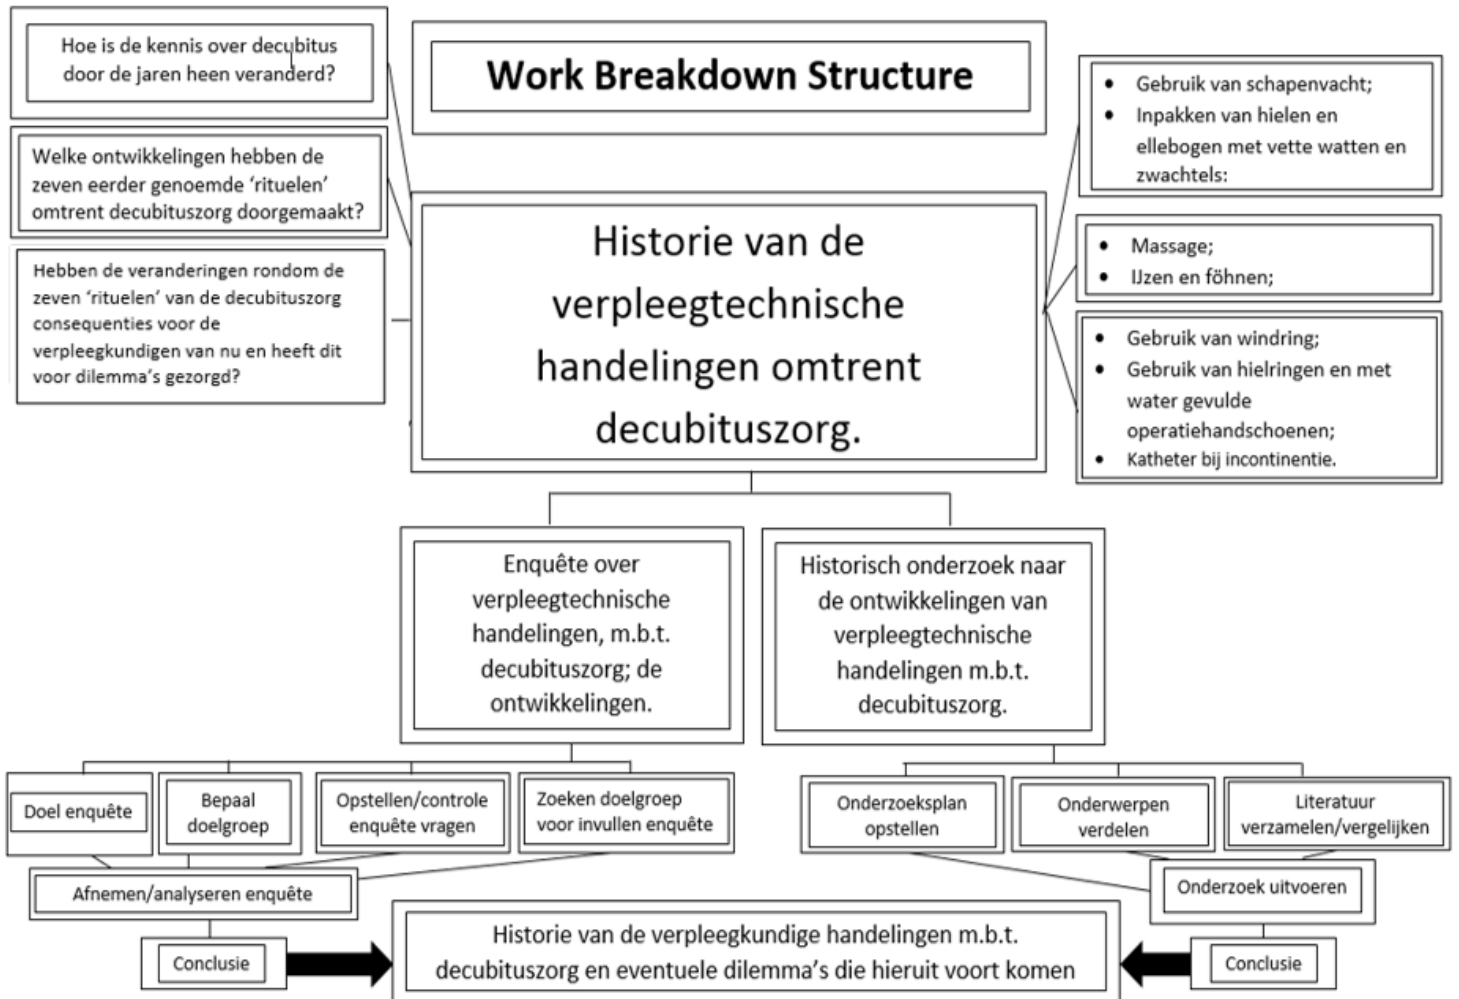 Hoe is de kennis over decubitus
door de jaren heen veranderd?
Work Breakdown Structure
• Gebruik van schapenvacht;
• Inpakken van hielen en
ellebogen met vette watten en
zwachtels:
Welke ontwikkelingen hebben de
zeven eerder genoemde ‘rituelen’
omtrent decubituszorg doorgemaakt?
Hebben de veranderingen rondom de
zeven ‘rituelen’ van de decubituszorg
consequenties voor de
verpleegkundigen van nu en heeft dit
voor dilemma’s gezorgd?
Historie van de
verpleegtechnische
handelingen omtrent
decubituszorg.
• Massage;
• IJzen en föhnen;
• Gebruik van windring;
• Gebruik van hielringen en met
water gevulde
operatiehandschoenen;
• Katheter bij incontinentie.
Enquête over
verpleegtechnische
handelingen, m.b.t.
decubituszorg; de
ontwikkelingen.
Historisch onderzoek naar
de ontwikkelingen van
verpleegtechnische
handelingen m.b.t.
decubituszorg.
Doel enquête
Bepaal
doelgroep
Opstellen/controle
enquête vragen
Zoeken doelgroep
voor invullen enquête
Onderzoeksplan
opstellen
Onderwerpen
verdelen
Literatuur
verzamelen/vergelijken
Afnemen/analyseren enquête
Onderzoek uitvoeren
Conclusie
Historie van de verpleegkundige handelingen m.b.t.
decubituszorg en eventuele dilemma’s die hieruit voort komen
Conclusie